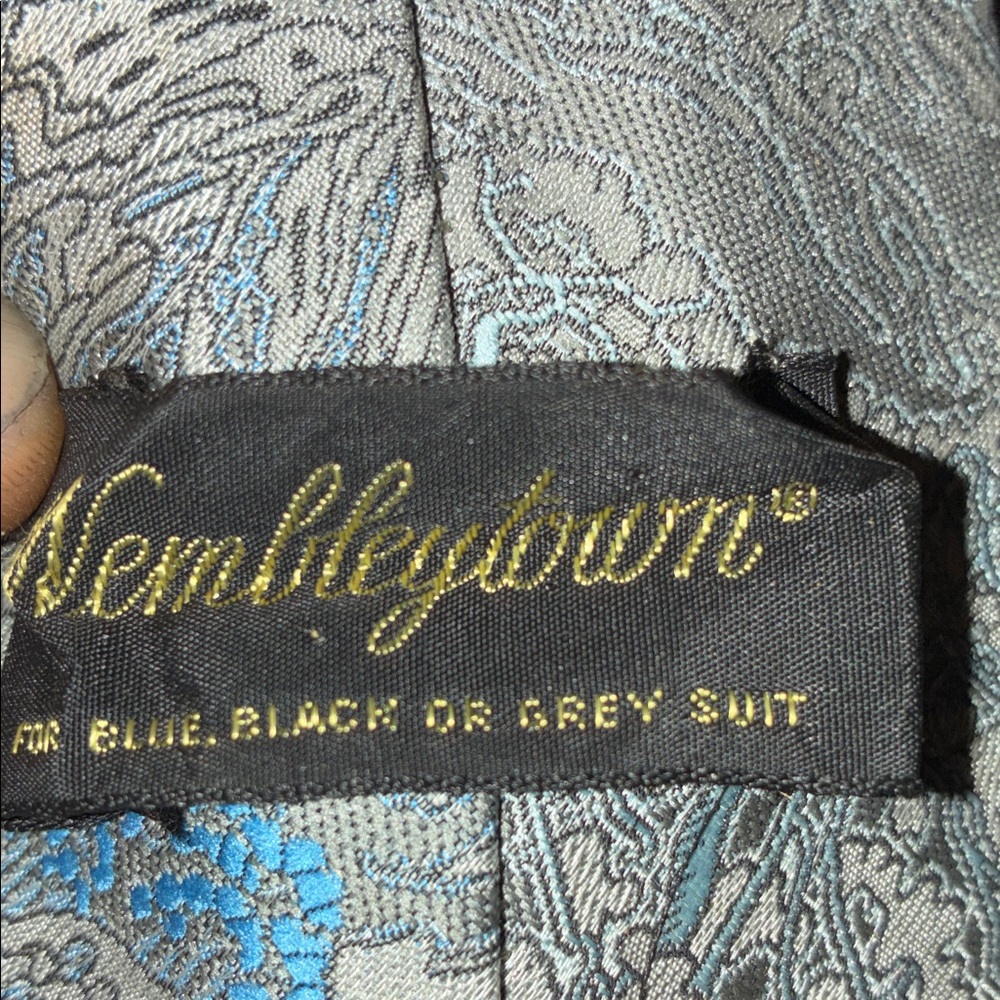 Wembleytown®
FOR BLUE, BLACK OR GREY SUIT